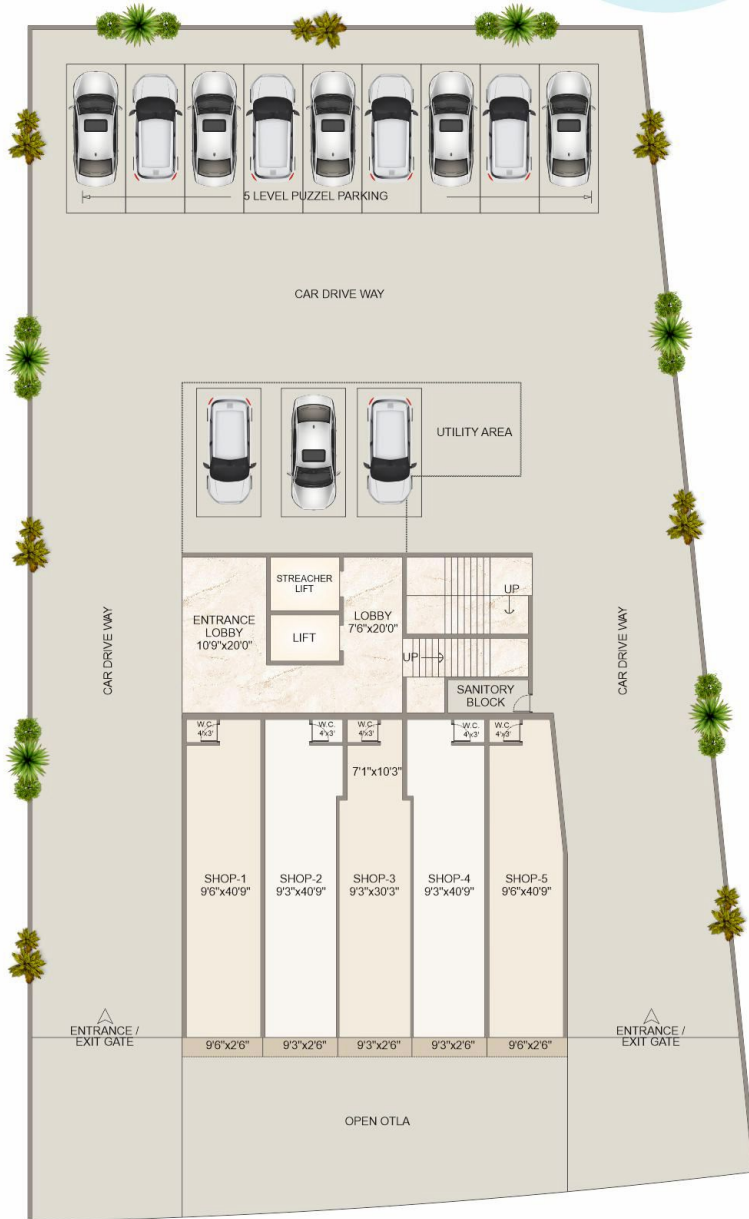 5 LEVEL PUZZEL PARKING
CAR DRIVE WAY
UTILITY AREA
STREACHER
LIFT
UP
ENTRANCE
LOBBY
10'9"x20'0"
LOBBY
7'6"x20'0"
LIFT
UP
CAR DRIVE WAY
CAR DRIVE WAY
SANITORY
BLOCK
W.C.
4'x3'
W.C.
4'x3'
W.C.
4'x3'
W.C.
4'x3'
W.C.
4'x3'
7'1"x10'3"
SHOP-1
9'6"x40'9"
SHOP-2
9'3"x40'9"
SHOP-3
9'3"x30'3"
SHOP-4
9'3"x40'9"
SHOP-5
9'6"x40'9"
ENTRANCE /
EXIT GATE
ENTRANCE /
EXIT GATE
9'6"x2'6"
9'3"x2'6"
9'3"x2'6"
9'3"x2'6"
9'6"x2'6"
OPEN OTLA